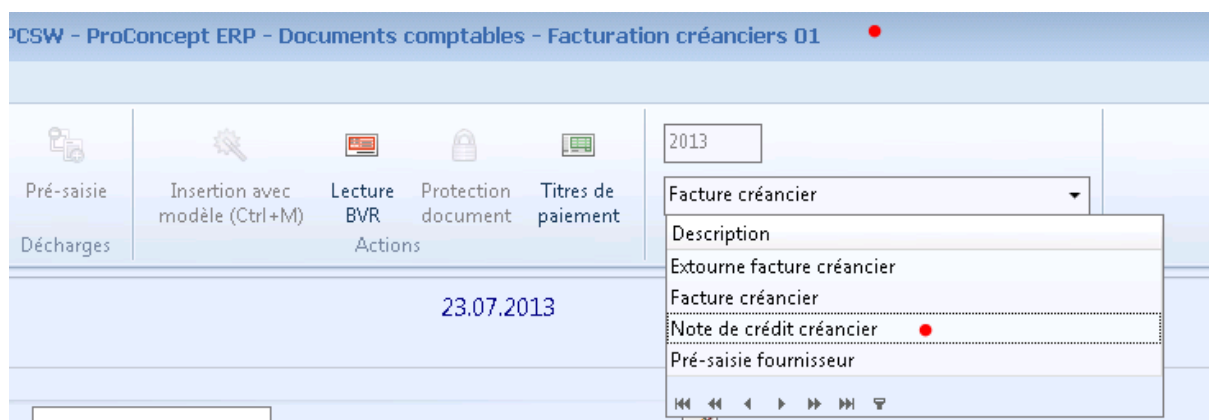 PCSW - ProConcept ERP - Documents comptables - Facturation créanciers 01
2013
Pré-saisie
Insertion avec modèle (Ctrl+M)
Lecture BVR
Protection document
Titres de paiement
Facture créancier
Décharges
Actions
Description
Extourne facture créancier
Facture créancier
Note de crédit créancier
Pré-saisie fournisseur
23.07.2013